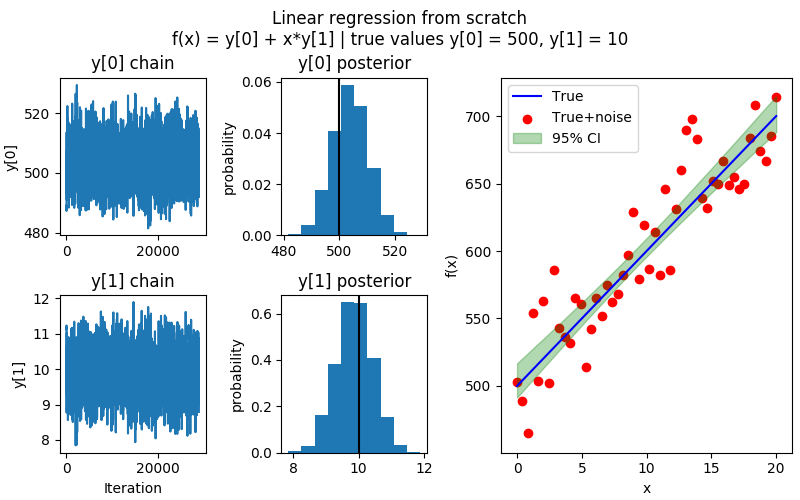 Linear regression from scratch
f(x) = y[0] + x*y[1] | true values y[0] = 500, y[1] = 10
y[0] chain
520
500
480
y[0]
0
20000
y[0] posterior
0.06
0.04
0.02
0.00
probability
480
500
520
y[1] chain
12
11
10
9
8
y[1]
0
20000
Iteration
y[1] posterior
0.6
0.4
0.2
0.0
probability
8
10
12
True
True+noise
95% CI
700
650
600
550
500
f(x)
0
5
10
15
20
x